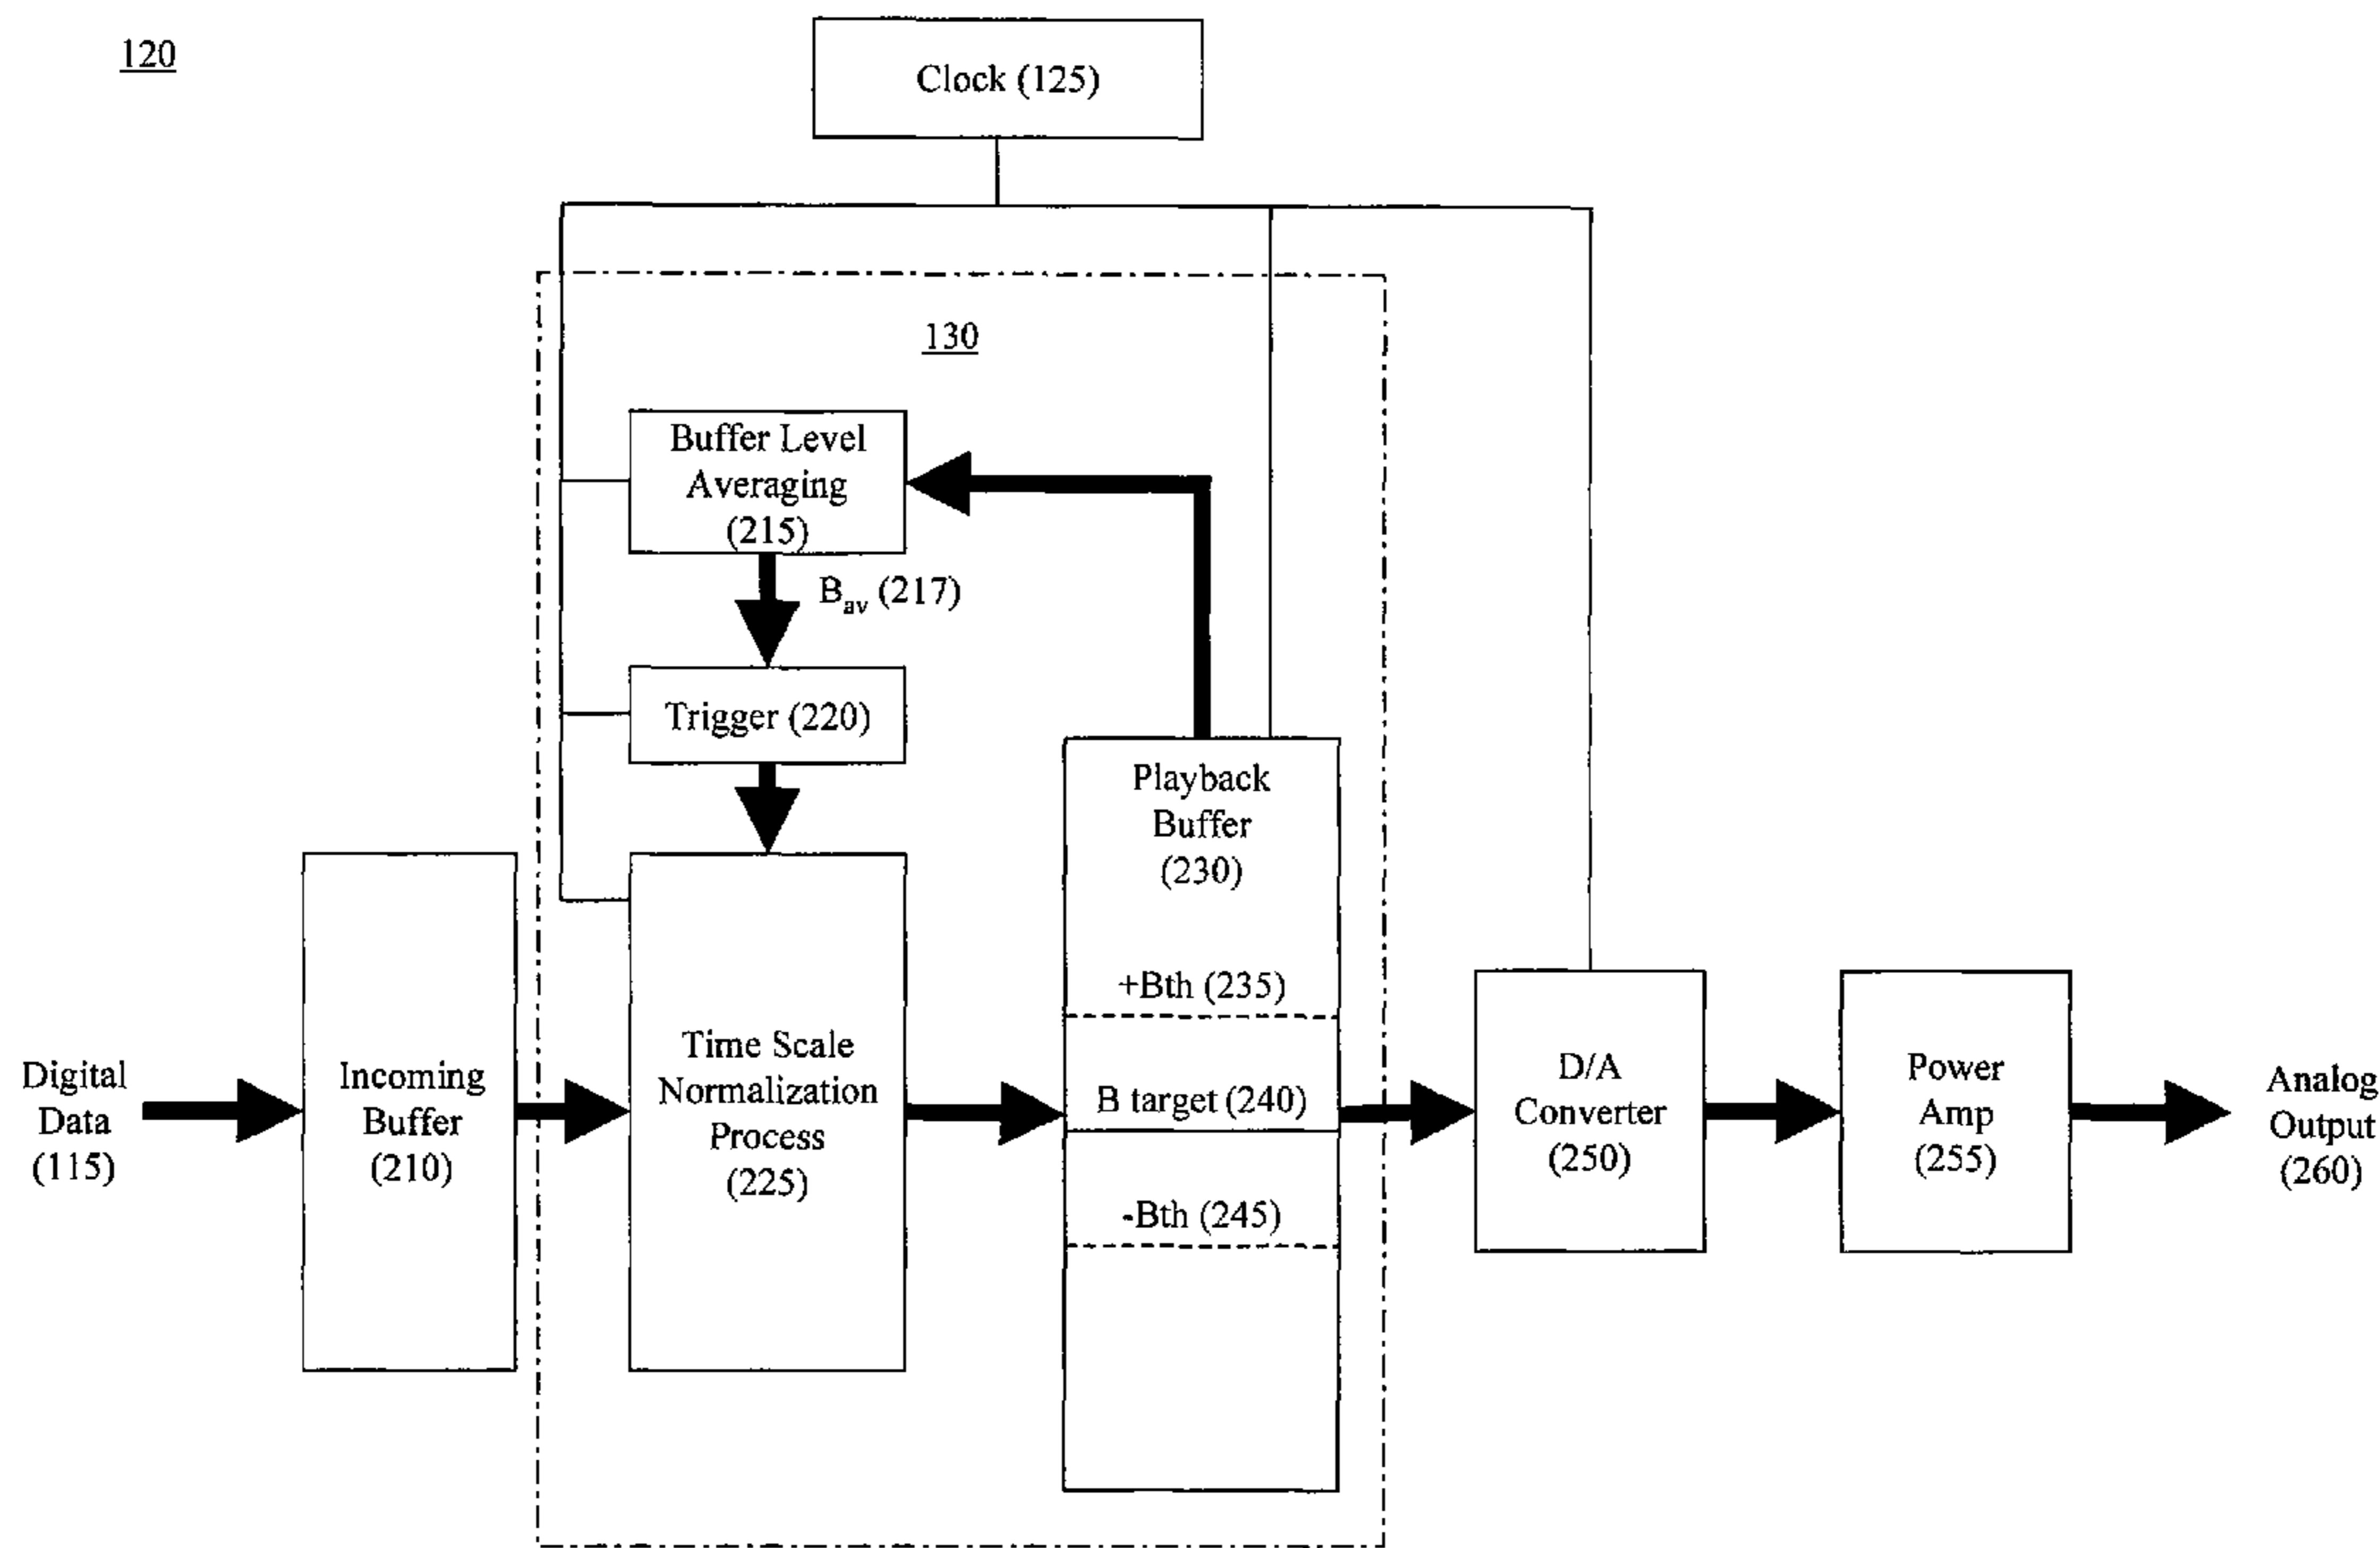 120
Clock (125)
130
Buffer Level
Averaging
(215)
B_av (217)
Trigger (220)
Playback
Buffer
(230)
+Bth (235)
B target (240)
-Bth (245)
Time Scale
Normalization
Process
(225)
Digital
Data
(115)
Incoming
Buffer
(210)
D/A
Converter
(250)
Power
Amp
(255)
Analog
Output
(260)